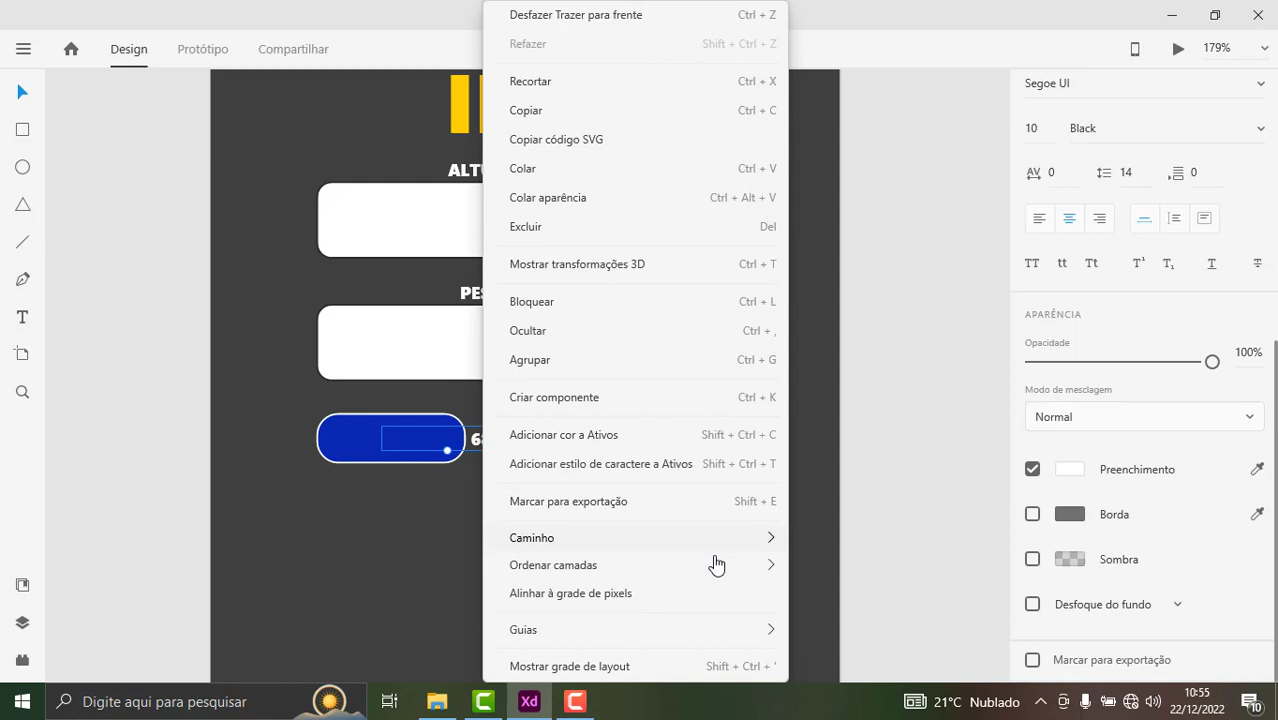 Desfazer Trazer para frente Ctrl + Z
Refazer Shift + Ctrl + Z
Design Protótipo Compartilhar 179%
Recortar Ctrl + X
Copiar Ctrl + C
Copiar código SVG
Colar Ctrl + V
Colar aparência Ctrl + Alt + V
Excluir Del
Mostrar transformações 3D Ctrl + T
Bloquear Ctrl + L
Ocultar Ctrl + ,
Agrupar Ctrl + G
Criar componente Ctrl + K
Adicionar cor a Ativos Shift + Ctrl + C
Adicionar estilo de caractere a Ativos Shift + Ctrl + T
Marcar para exportação Shift + E
Caminho
Ordenar camadas
Alinhar à grade de pixels
Guias
Mostrar grade de layout Shift + Ctrl + '
Segoe UI
10 Black
AV 0 14 0
TT tt Tt T¹ T₁ T T
APARÊNCIA
Opacidade
100%
Modo de mesclagem
Normal
Preenchimento
Borda
Sombra
Desfoque do fundo
Marcar para exportação
Digite aqui para pesquisar
Xd
21°C Nublado
10:55
22/12/2022
10